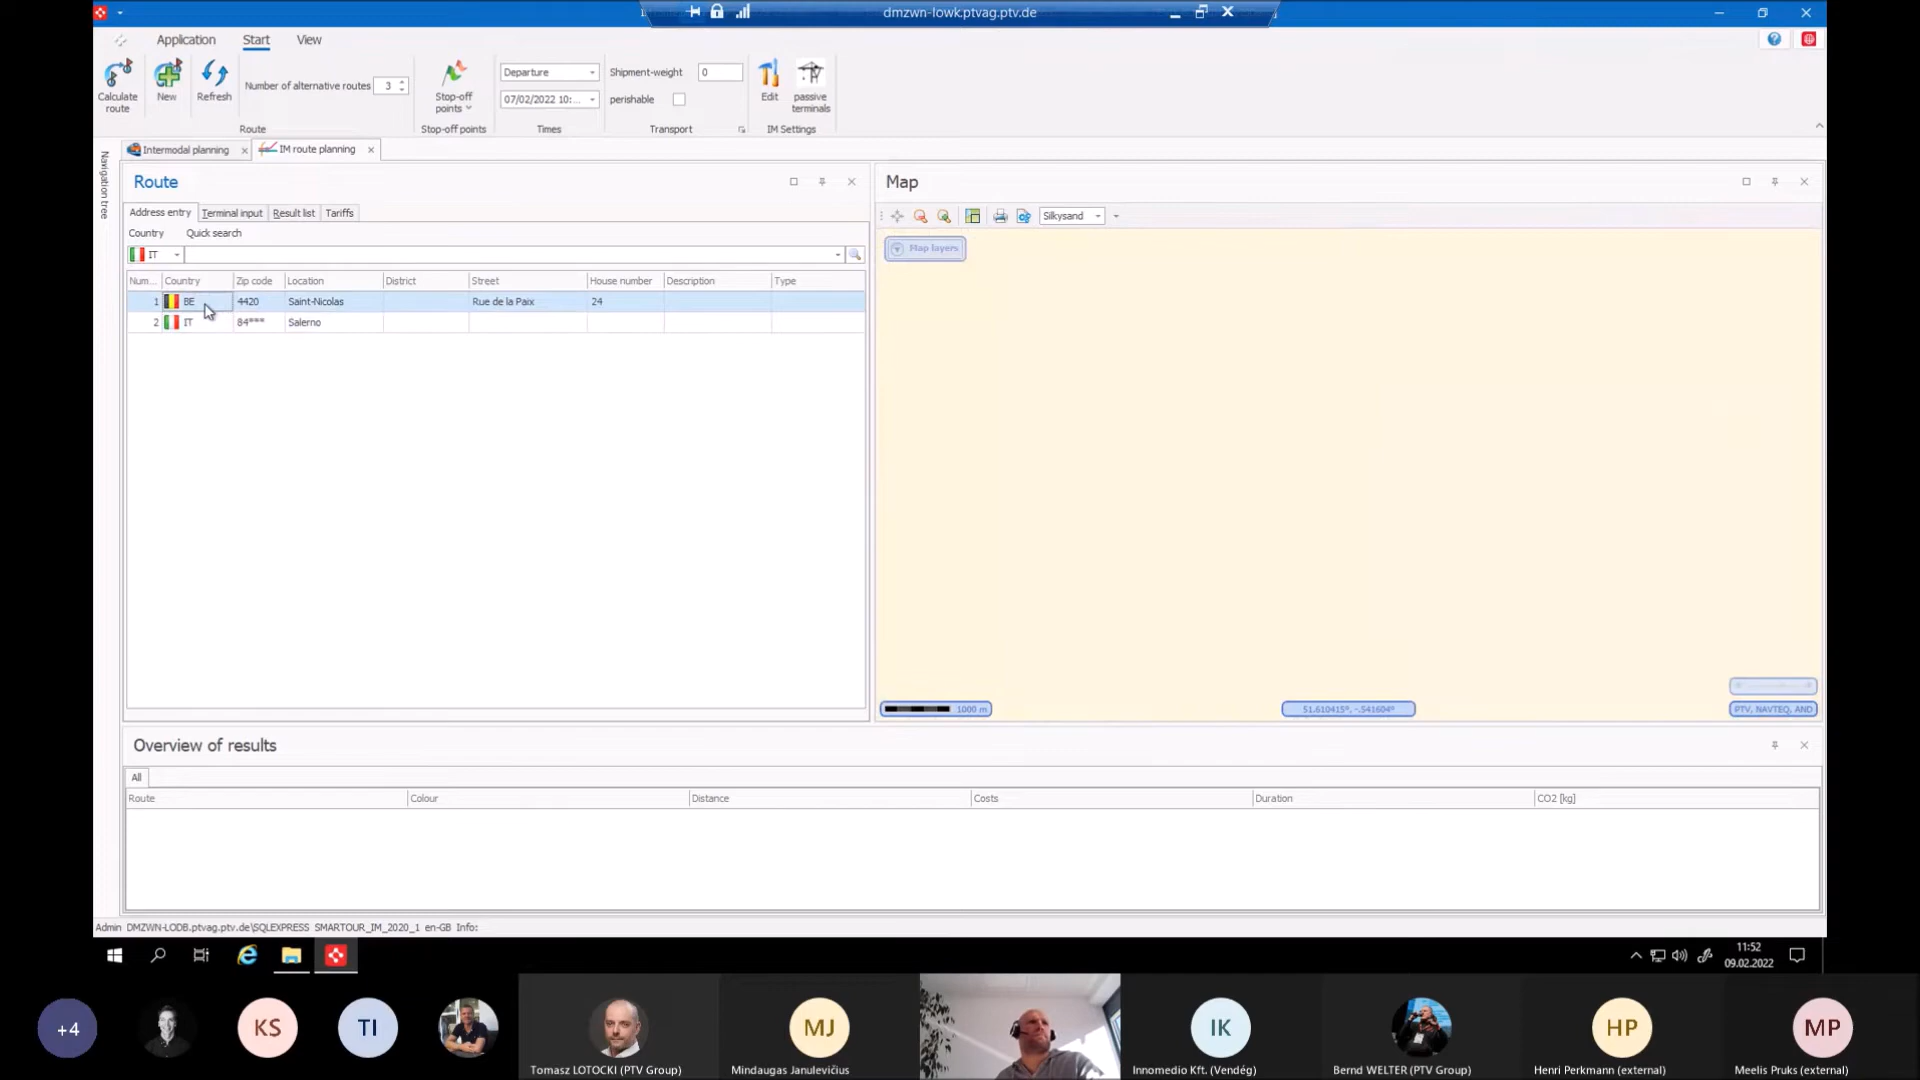 dmzwn-lowk.ptvag.ptv.de
Application Start View
Calculate route
New
Refresh
Number of alternative routes 3
Route
Stop-off points
Stop-off points
Departure
07/02/2022 10:...
Times
Shipment-weight 0
perishable
Transport
Edit
passive terminals
IM Settings
Navigation tree
Intermodal planning
IM route planning
Route
Address entry Terminal input Result list Tariffs
Country Quick search
IT
Num... Country Zip code Location District Street House number Description Type
1 BE 4420 Saint-Nicolas Rue de la Paix 24
2 IT 84*** Salerno
Map
Silkysand
Map layers
1000 m
51.610415°, -.541604°
PTV, NAVTEQ, AND
Overview of results
All
Route Colour Distance Costs Duration CO2 [kg]
Admin DMZWN-LODB.ptvag.ptv.de\SQLEXPRESS SMARTOUR_IM_2020_1 en-GB Info:
11:52
09.02.2022
+4
KS
TI
Tomasz LOTOCKI (PTV Group)
MJ
Mindaugas Janulevičius
IK
Innomedio Kft. (Vendég)
Bernd WELTER (PTV Group)
HP
Henri Perkmann (external)
MP
Meelis Pruks (external)